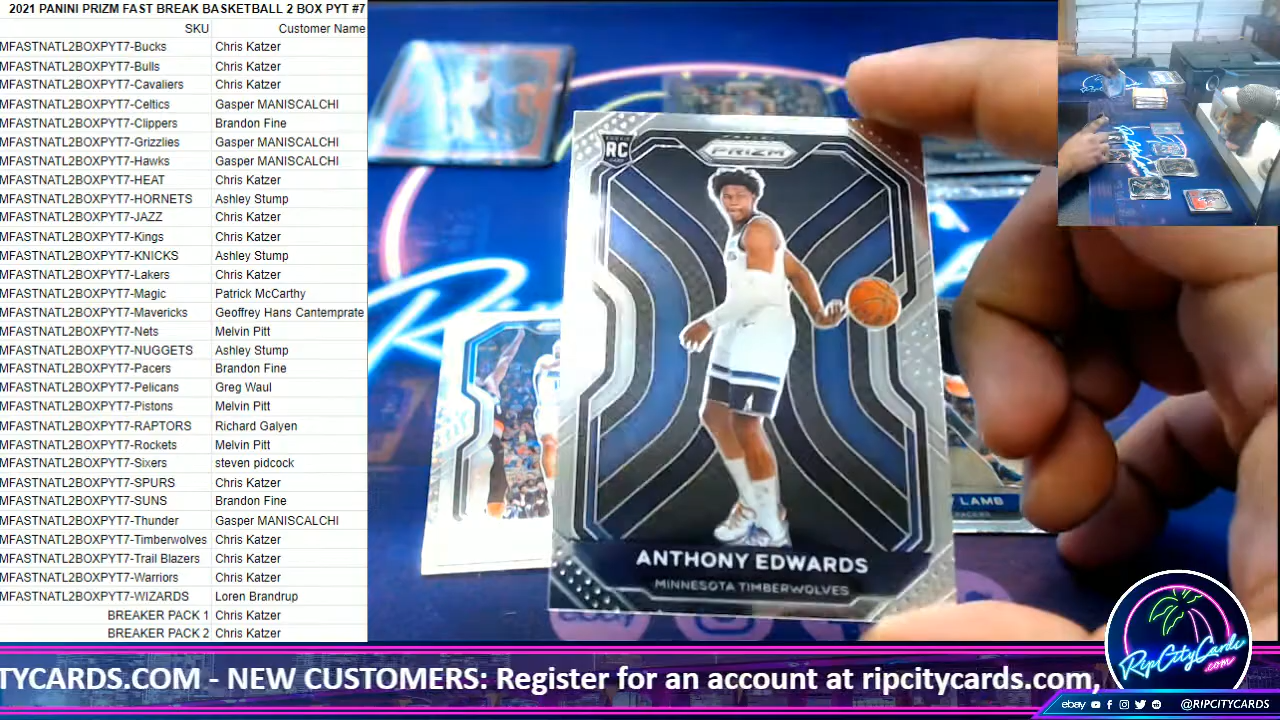 2021 PANINI PRIZM FAST BREAK BASKETBALL 2 BOX PYT #7
SKU Customer Name
MFASTNATL2BOXPYT7-Bucks Chris Katzer
MFASTNATL2BOXPYT7-Bulls Chris Katzer
MFASTNATL2BOXPYT7-Cavaliers Chris Katzer
MFASTNATL2BOXPYT7-Celtics Gasper MANISCALCHI
MFASTNATL2BOXPYT7-Clippers Brandon Fine
MFASTNATL2BOXPYT7-Grizzlies Gasper MANISCALCHI
MFASTNATL2BOXPYT7-Hawks Gasper MANISCALCHI
MFASTNATL2BOXPYT7-HEAT Chris Katzer
MFASTNATL2BOXPYT7-HORNETS Ashley Stump
MFASTNATL2BOXPYT7-JAZZ Chris Katzer
MFASTNATL2BOXPYT7-Kings Chris Katzer
MFASTNATL2BOXPYT7-KNICKS Ashley Stump
MFASTNATL2BOXPYT7-Lakers Chris Katzer
MFASTNATL2BOXPYT7-Magic Patrick McCarthy
MFASTNATL2BOXPYT7-Mavericks Geoffrey Hans Cantemprate
MFASTNATL2BOXPYT7-Nets Melvin Pitt
MFASTNATL2BOXPYT7-NUGGETS Ashley Stump
MFASTNATL2BOXPYT7-Pacers Brandon Fine
MFASTNATL2BOXPYT7-Pelicans Greg Waul
MFASTNATL2BOXPYT7-Pistons Melvin Pitt
MFASTNATL2BOXPYT7-RAPTORS Richard Galyen
MFASTNATL2BOXPYT7-Rockets Melvin Pitt
MFASTNATL2BOXPYT7-Sixers steven pidcock
MFASTNATL2BOXPYT7-SPURS Chris Katzer
MFASTNATL2BOXPYT7-SUNS Brandon Fine
MFASTNATL2BOXPYT7-Thunder Gasper MANISCALCHI
MFASTNATL2BOXPYT7-Timberwolves Chris Katzer
MFASTNATL2BOXPYT7-Trail Blazers Chris Katzer
MFASTNATL2BOXPYT7-Warriors Chris Katzer
MFASTNATL2BOXPYT7-WIZARDS Loren Brandrup
BREAKER PACK 1 Chris Katzer
BREAKER PACK 2 Chris Katzer
RC
PRIZM
ANTHONY EDWARDS
MINNESOTA TIMBERWOLVES
LAMB
ebay
RipCityCards
.com
TYCARDS.COM - NEW CUSTOMERS: Register for an account at ripcitycards.com,
ebay @RIPCITYCARDS